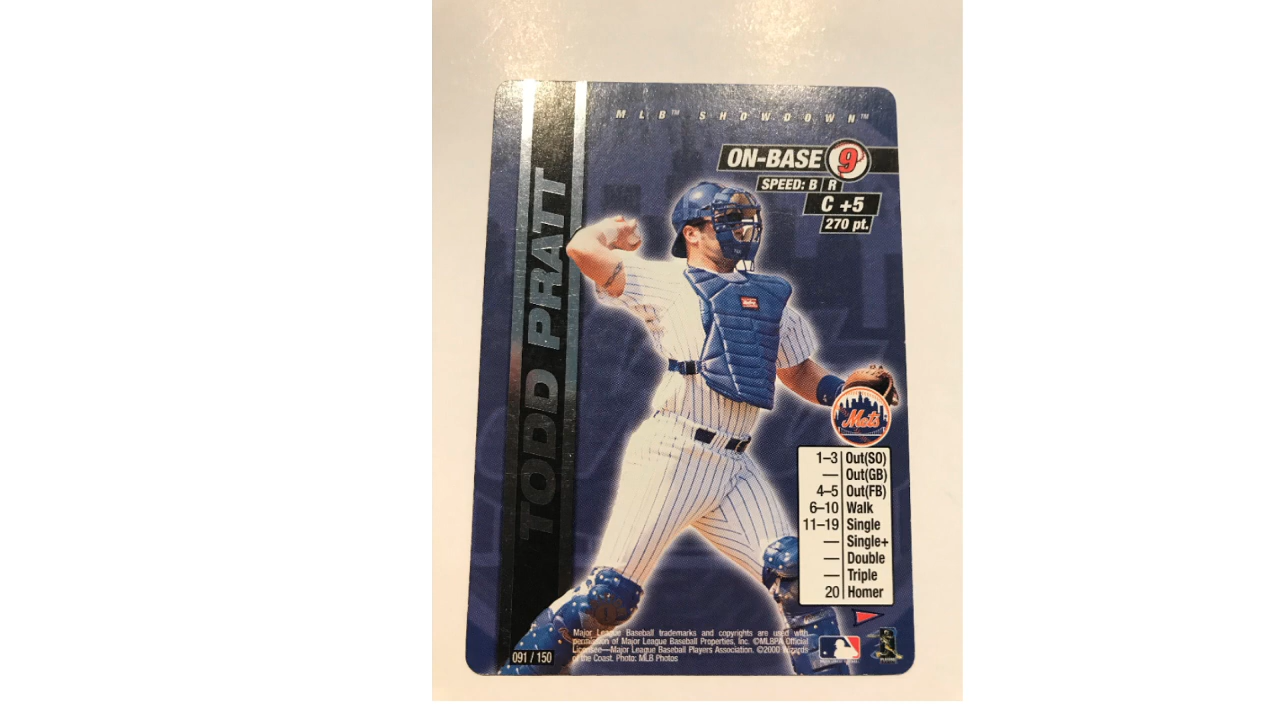 MLB™ SHOWDOWN™
ON-BASE 9
SPEED: B R
C +5
270 pt.
TODD PRATT
Mets
1–3 Out(SO)
— Out(GB)
4–5 Out(FB)
6–10 Walk
11–19 Single
— Single+
— Double
— Triple
20 Homer
Major League Baseball trademarks and copyrights are used with
permission of Major League Baseball Properties, Inc. ©MLBPA Official
Licensee—Major League Baseball Players Association. ©2000 Wizards
of the Coast. Photo: MLB Photos
091 / 150